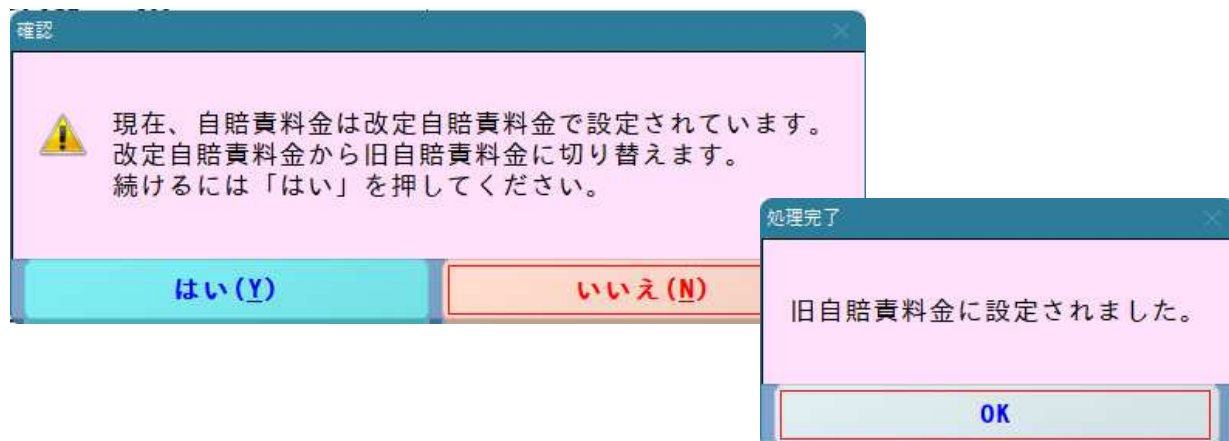 確認
現在、自賠責料金は改定自賠責料金で設定されています。
改定自賠責料金から旧自賠責料金に切り替えます。
続けるには「はい」を押してください。
はい(Y)
いいえ(N)
処理完了
旧自賠責料金に設定されました。
OK